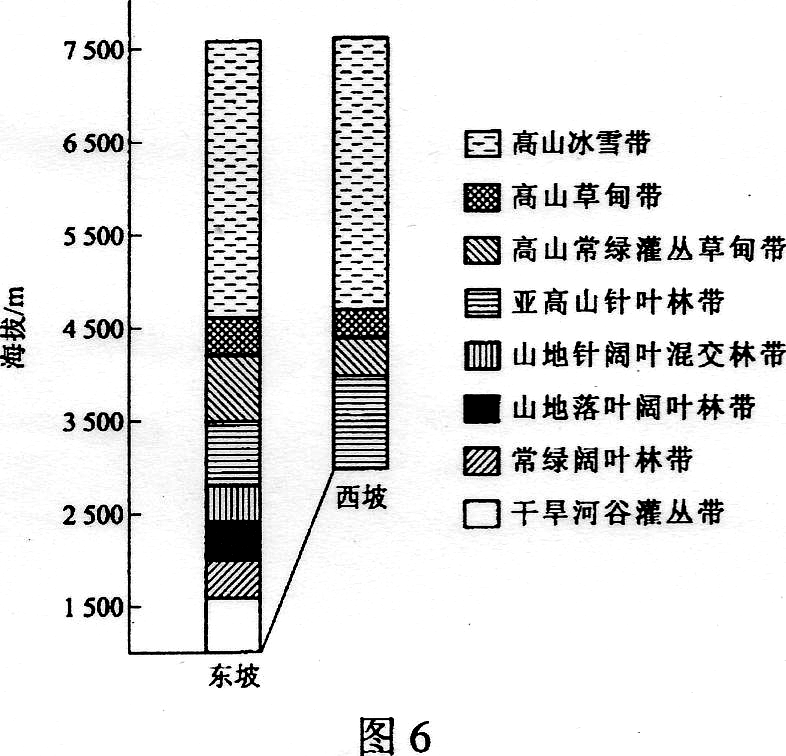 海拔/m
7 500
6 500
5 500
4 500
3 500
2 500
1 500
东坡
西坡
高山冰雪带
高山草甸带
高山常绿灌丛草甸带
亚高山针叶林带
山地针阔叶混交林带
山地落叶阔叶林带
常绿阔叶林带
干旱河谷灌丛带
图 6